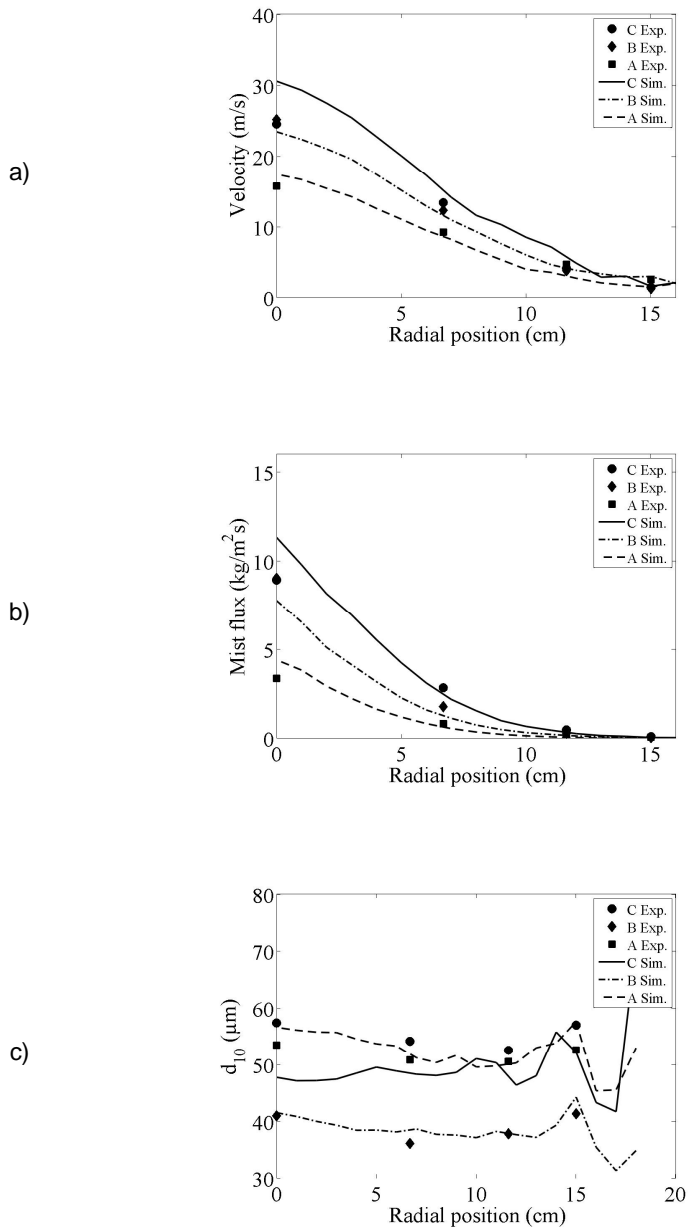 a)
40
30
20
10
0
Velocity (m/s)
C Exp.
B Exp.
A Exp.
C Sim.
B Sim.
A Sim.
0 5 10 15
Radial position (cm)
b)
15
10
5
0
Mist flux (kg/m²s)
C Exp.
B Exp.
A Exp.
C Sim.
B Sim.
A Sim.
0 5 10 15
Radial position (cm)
c)
80
70
60
50
40
30
d₁₀ (μm)
C Exp.
B Exp.
A Exp.
C Sim.
B Sim.
A Sim.
0 5 10 15 20
Radial position (cm)